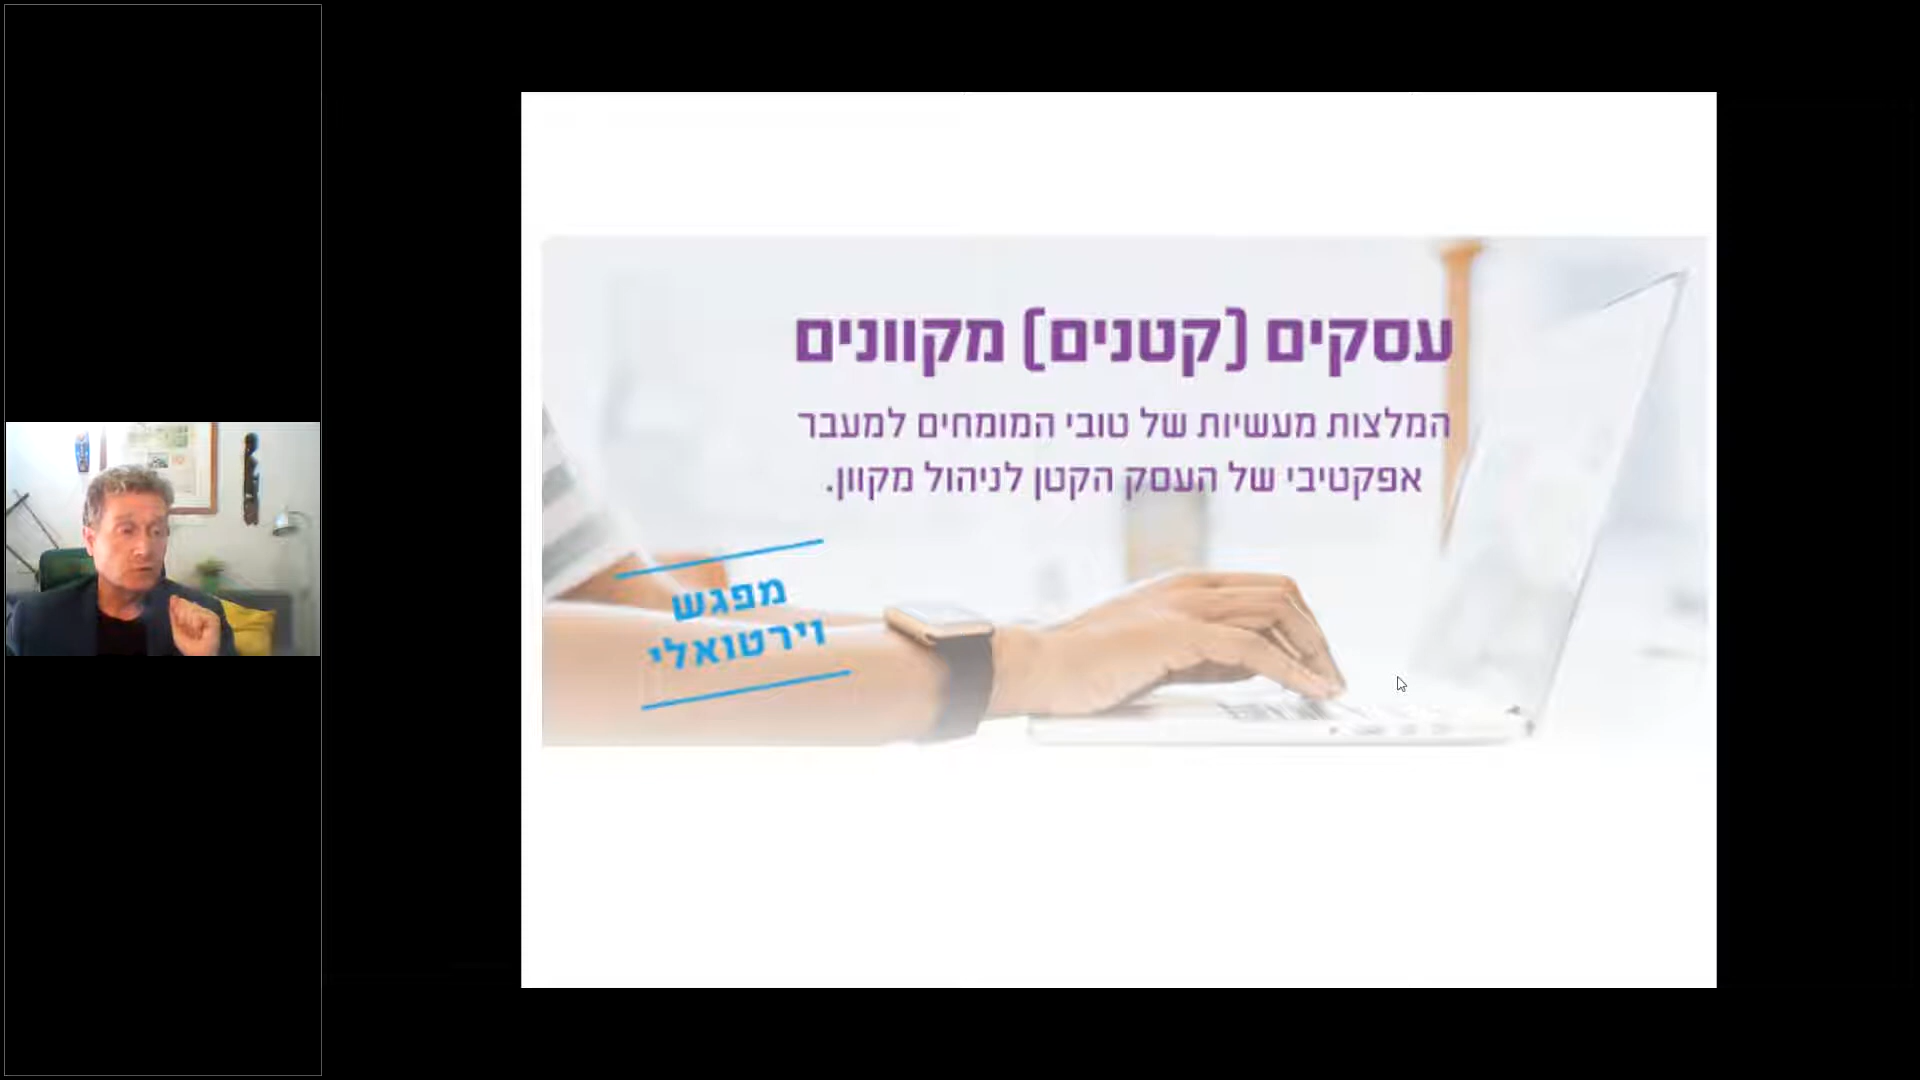 עסקים (קטנים) מקוונים
המלצות מעשיות של טובי המומחים למעבר
אפקטיבי של העסק הקטן לניהול מקוון.
מפגש
וירטואלי